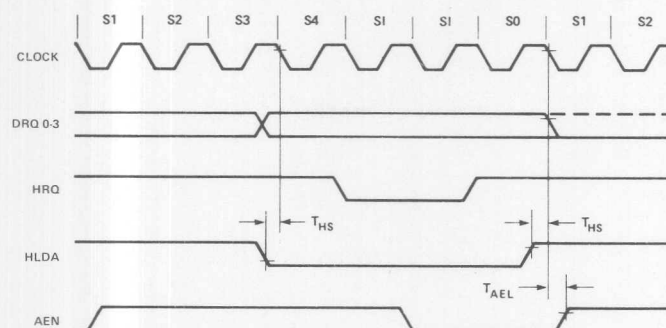 S1 S2 S3 S4 SI SI S0 S1 S2
CLOCK
DRQ 0-3
HRQ
THS THS
HLDA
TAEL
AEN